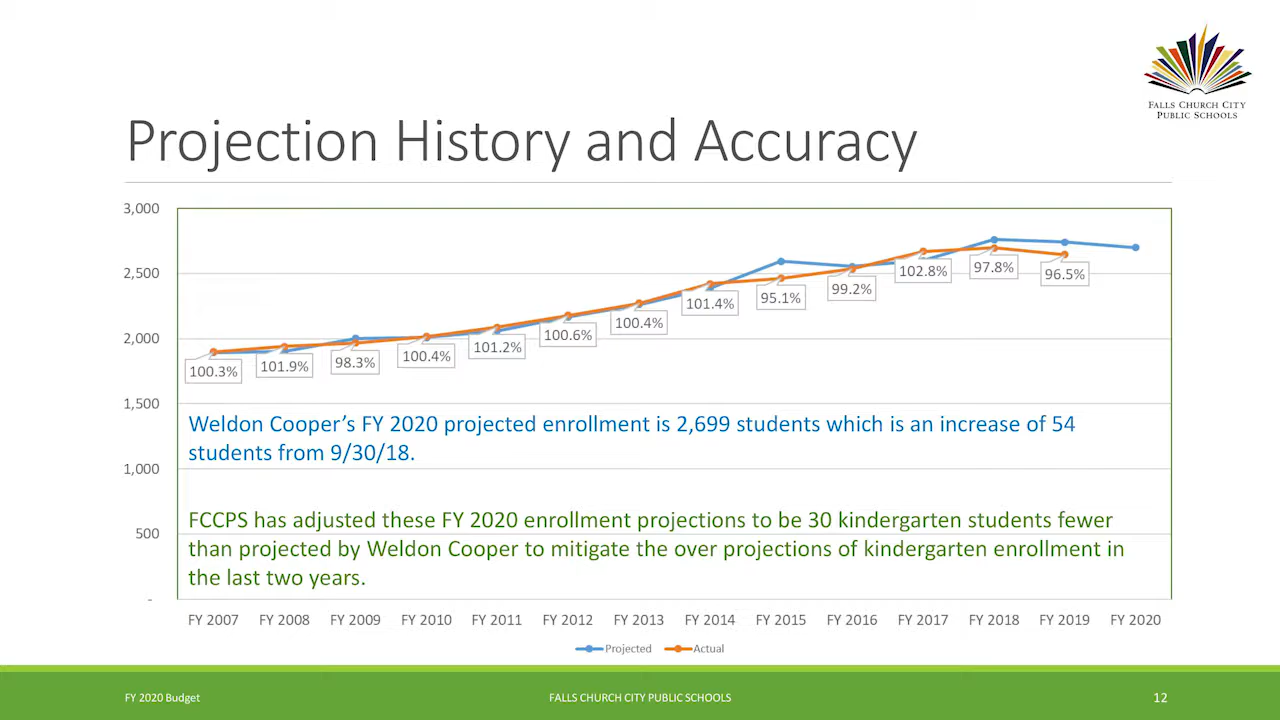 FALLS CHURCH CITY
PUBLIC SCHOOLS
Projection History and Accuracy
3,000
2,500
2,000
1,500
1,000
500
-
100.3%
101.9%
98.3%
100.4%
101.2%
100.6%
100.4%
101.4%
95.1%
99.2%
102.8%
97.8%
96.5%
Weldon Cooper’s FY 2020 projected enrollment is 2,699 students which is an increase of 54
students from 9/30/18.
FCCPS has adjusted these FY 2020 enrollment projections to be 30 kindergarten students fewer
than projected by Weldon Cooper to mitigate the over projections of kindergarten enrollment in
the last two years.
FY 2007 FY 2008 FY 2009 FY 2010 FY 2011 FY 2012 FY 2013 FY 2014 FY 2015 FY 2016 FY 2017 FY 2018 FY 2019 FY 2020
Projected Actual
FY 2020 Budget FALLS CHURCH CITY PUBLIC SCHOOLS 12